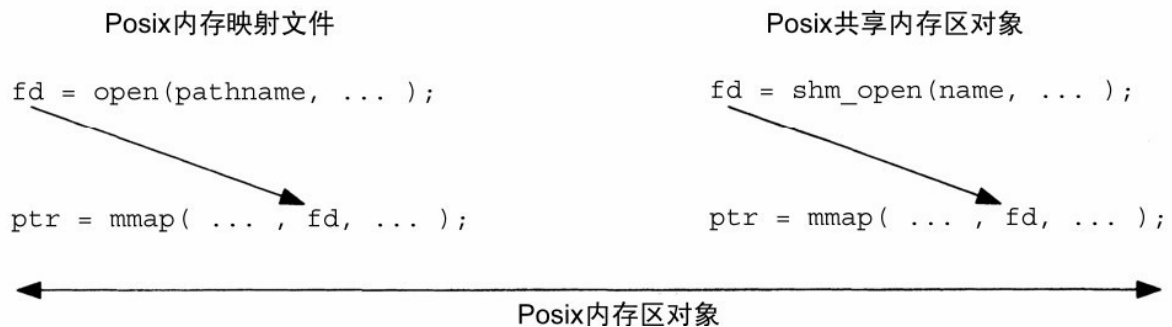 Posix内存映射文件
Posix共享内存区对象
fd = open(pathname, ... );
fd = shm_open(name, ... );
ptr = mmap( ... , fd, ... );
ptr = mmap( ... , fd, ... );
Posix内存区对象